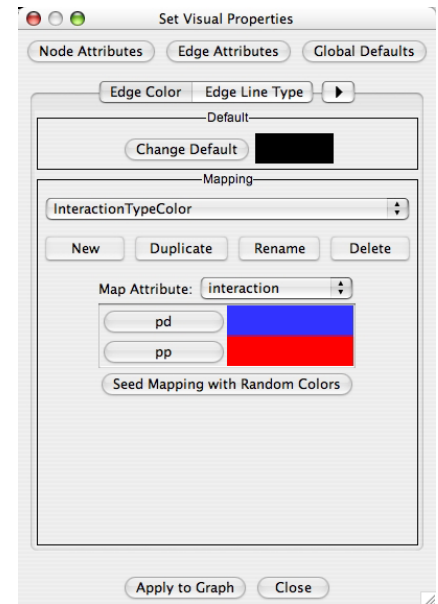 Set Visual Properties
Node Attributes Edge Attributes Global Defaults
Edge Color Edge Line Type
Default
Change Default
Mapping
InteractionTypeColor
New Duplicate Rename Delete
Map Attribute: interaction
pd
pp
Seed Mapping with Random Colors
Apply to Graph Close